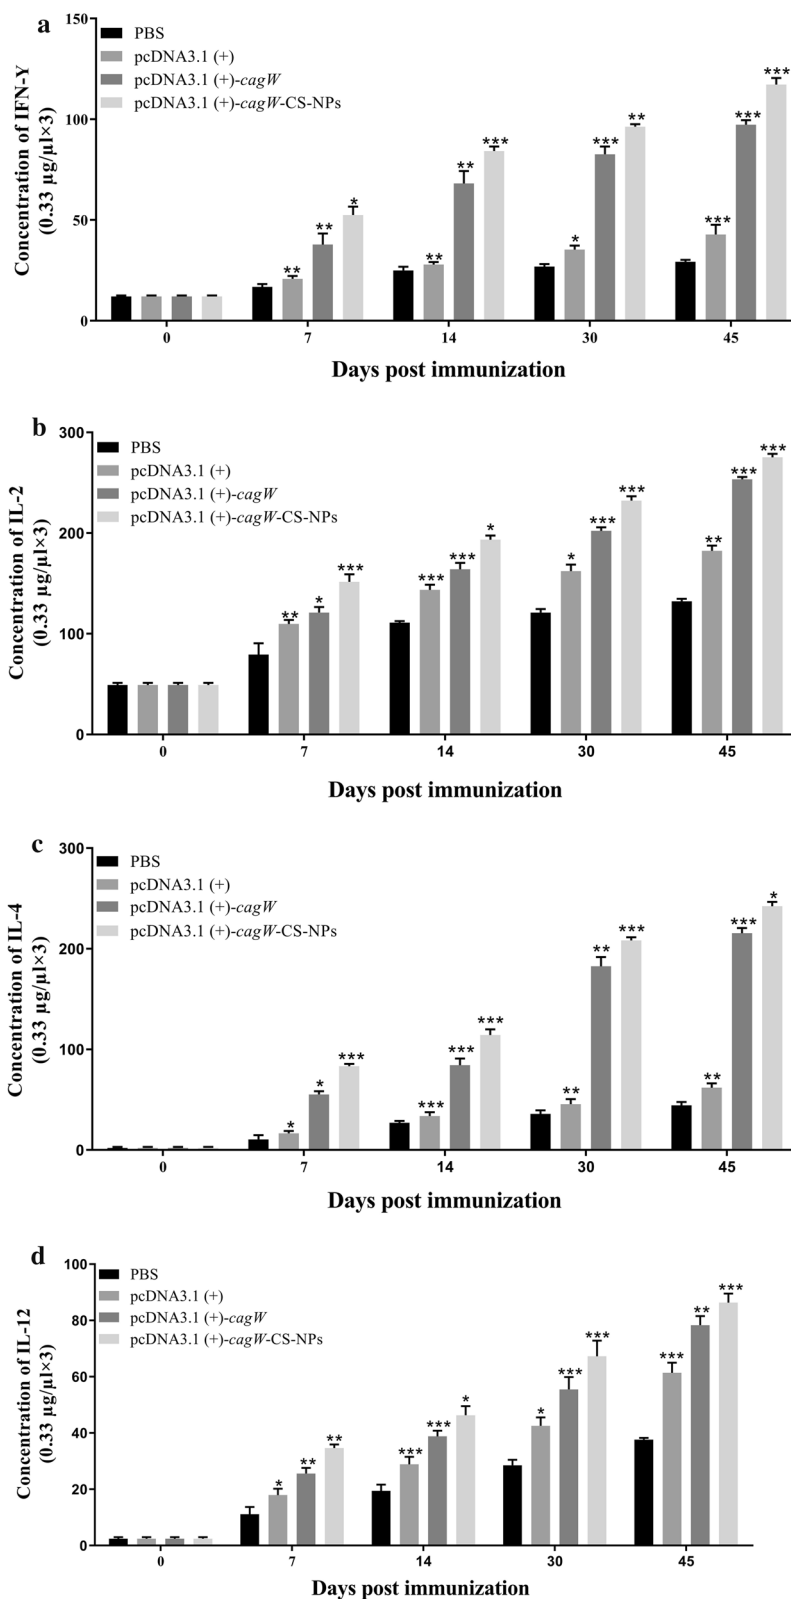 a
PBS
pcDNA3.1 (+)
pcDNA3.1 (+)-cagW
pcDNA3.1 (+)-cagW-CS-NPs
Concentration of IFN-Y
(0.33 µg/µl×3)
150
100
50
0
** ** * ** ** *** * *** ** *** *** ***
0 7 14 30 45
Days post immunization
b
PBS
pcDNA3.1 (+)
pcDNA3.1 (+)-cagW
pcDNA3.1 (+)-cagW-CS-NPs
Concentration of IL-2
(0.33 µg/µl×3)
300
200
100
0
** * *** *** *** * * *** *** ** *** ***
0 7 14 30 45
Days post immunization
c
PBS
pcDNA3.1 (+)
pcDNA3.1 (+)-cagW
pcDNA3.1 (+)-cagW-CS-NPs
Concentration of IL-4
(0.33 µg/µl×3)
300
200
100
0
* * *** *** *** *** ** ** *** ** *** *
0 7 14 30 45
Days post immunization
d
PBS
pcDNA3.1 (+)
pcDNA3.1 (+)-cagW
pcDNA3.1 (+)-cagW-CS-NPs
Concentration of IL-12
(0.33 µg/µl×3)
100
80
60
40
20
0
* ** ** *** *** * * *** *** *** ** ***
0 7 14 30 45
Days post immunization